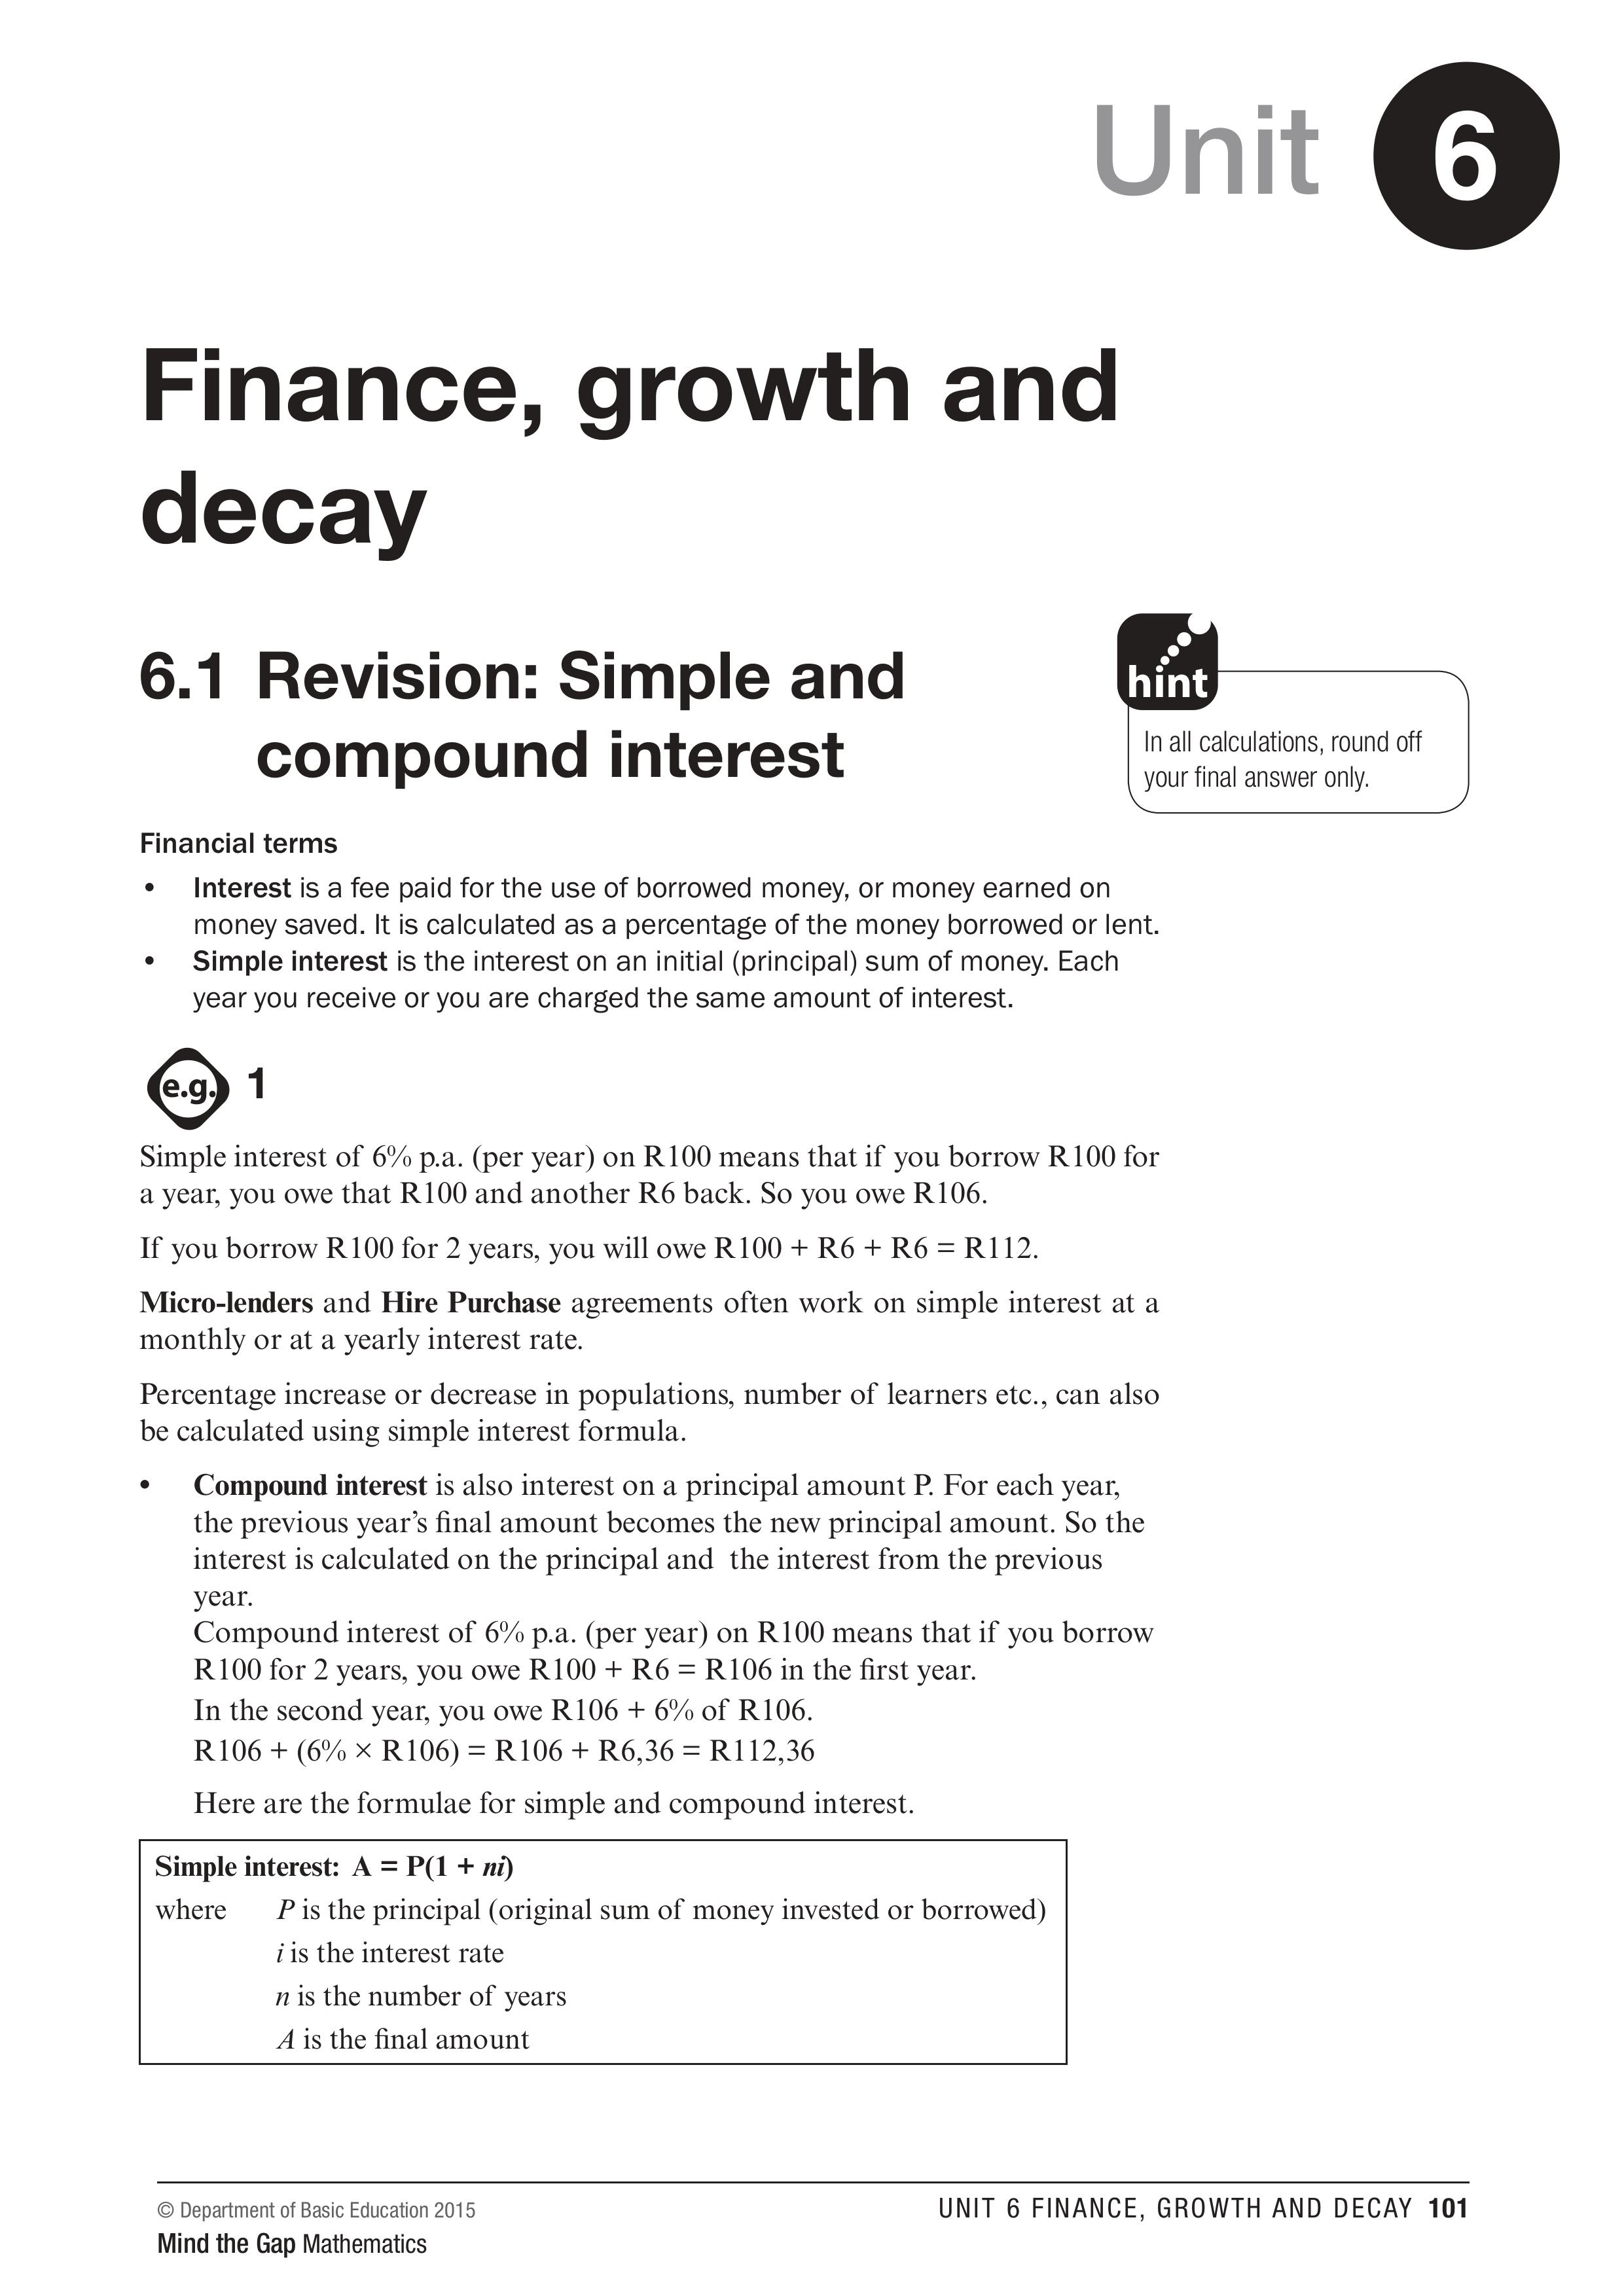 Unit 6
Finance, growth and
decay
6.1 Revision: Simple and
compound interest
hint
In all calculations, round off
your final answer only.
Financial terms
• Interest is a fee paid for the use of borrowed money, or money earned on
money saved. It is calculated as a percentage of the money borrowed or lent.
• Simple interest is the interest on an initial (principal) sum of money. Each
year you receive or you are charged the same amount of interest.
e.g. 1
Simple interest of 6% p.a. (per year) on R100 means that if you borrow R100 for
a year, you owe that R100 and another R6 back. So you owe R106.
If you borrow R100 for 2 years, you will owe R100 + R6 + R6 = R112.
Micro-lenders and Hire Purchase agreements often work on simple interest at a
monthly or at a yearly interest rate.
Percentage increase or decrease in populations, number of learners etc., can also
be calculated using simple interest formula.
• Compound interest is also interest on a principal amount P. For each year,
the previous year’s final amount becomes the new principal amount. So the
interest is calculated on the principal and the interest from the previous
year.
Compound interest of 6% p.a. (per year) on R100 means that if you borrow
R100 for 2 years, you owe R100 + R6 = R106 in the first year.
In the second year, you owe R106 + 6% of R106.
R106 + (6% × R106) = R106 + R6,36 = R112,36
Here are the formulae for simple and compound interest.
Simple interest: A = P(1 + ni)
where P is the principal (original sum of money invested or borrowed)
i is the interest rate
n is the number of years
A is the final amount
© Department of Basic Education 2015
Mind the Gap Mathematics
UNIT 6 FINANCE, GROWTH AND DECAY 101